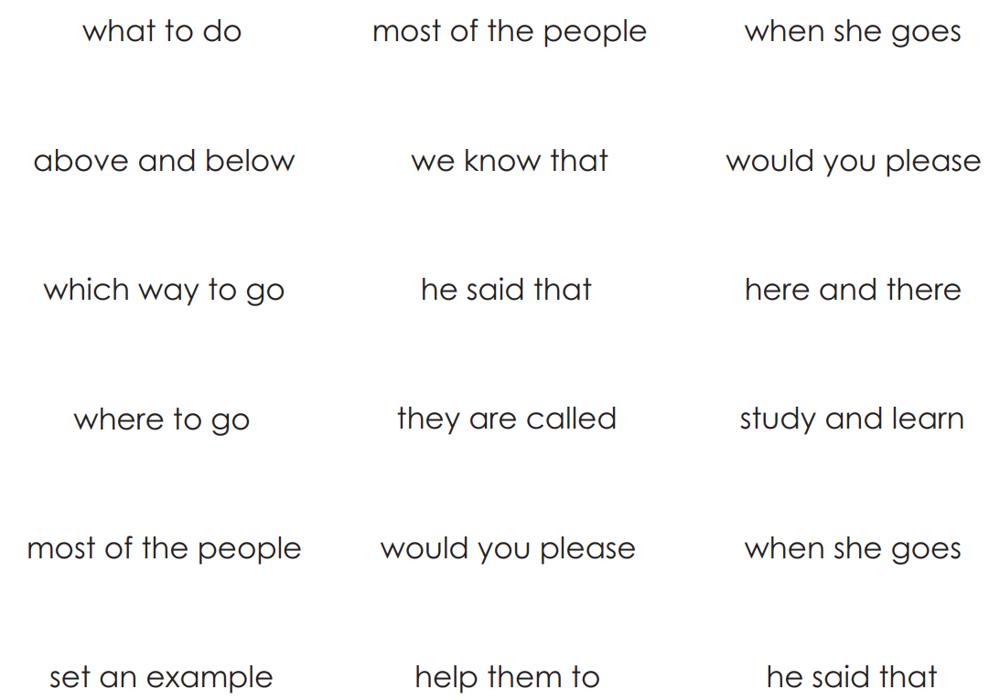 what to do most of the people when she goes
above and below we know that would you please
which way to go he said that here and there
where to go they are called study and learn
most of the people would you please when she goes
set an example help them to he said that